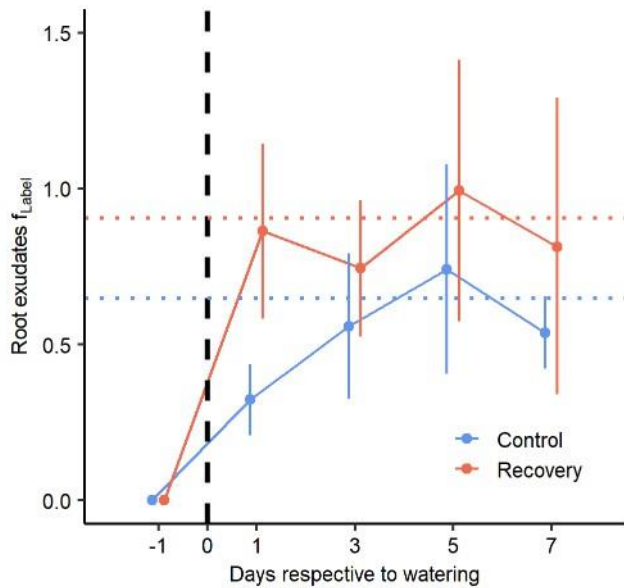 1.5
1.0
0.5
0.0
Root exudates fLabel
Control
Recovery
-1 0 1 3 5 7
Days respective to watering